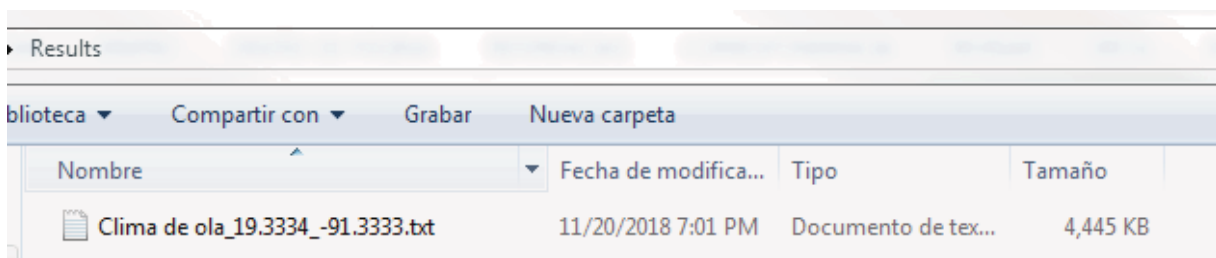 Results
blioteca Compartir con Grabar Nueva carpeta
Nombre Fecha de modifica... Tipo Tamaño
Clima de ola_19.3334_-91.3333.txt 11/20/2018 7:01 PM Documento de tex... 4,445 KB